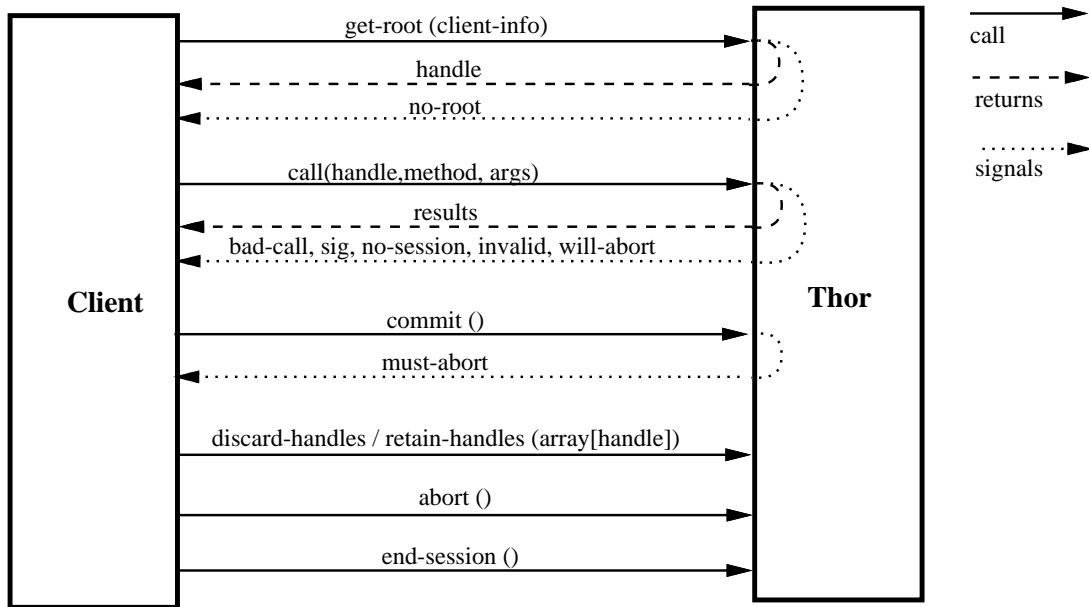 get-root (client-info)
call
handle
returns
no-root
signals
call(handle,method, args)
results
bad-call, sig, no-session, invalid, will-abort
Client
Thor
commit ()
must-abort
discard-handles / retain-handles (array[handle])
abort ()
end-session ()